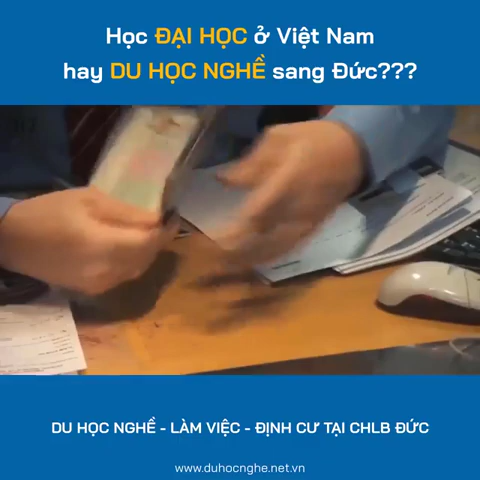 Học ĐẠI HỌC ở Việt Nam
hay DU HỌC NGHỀ sang Đức???
DU HỌC NGHỀ - LÀM VIỆC - ĐỊNH CƯ TẠI CHLB ĐỨC
www.duhocnghe.net.vn